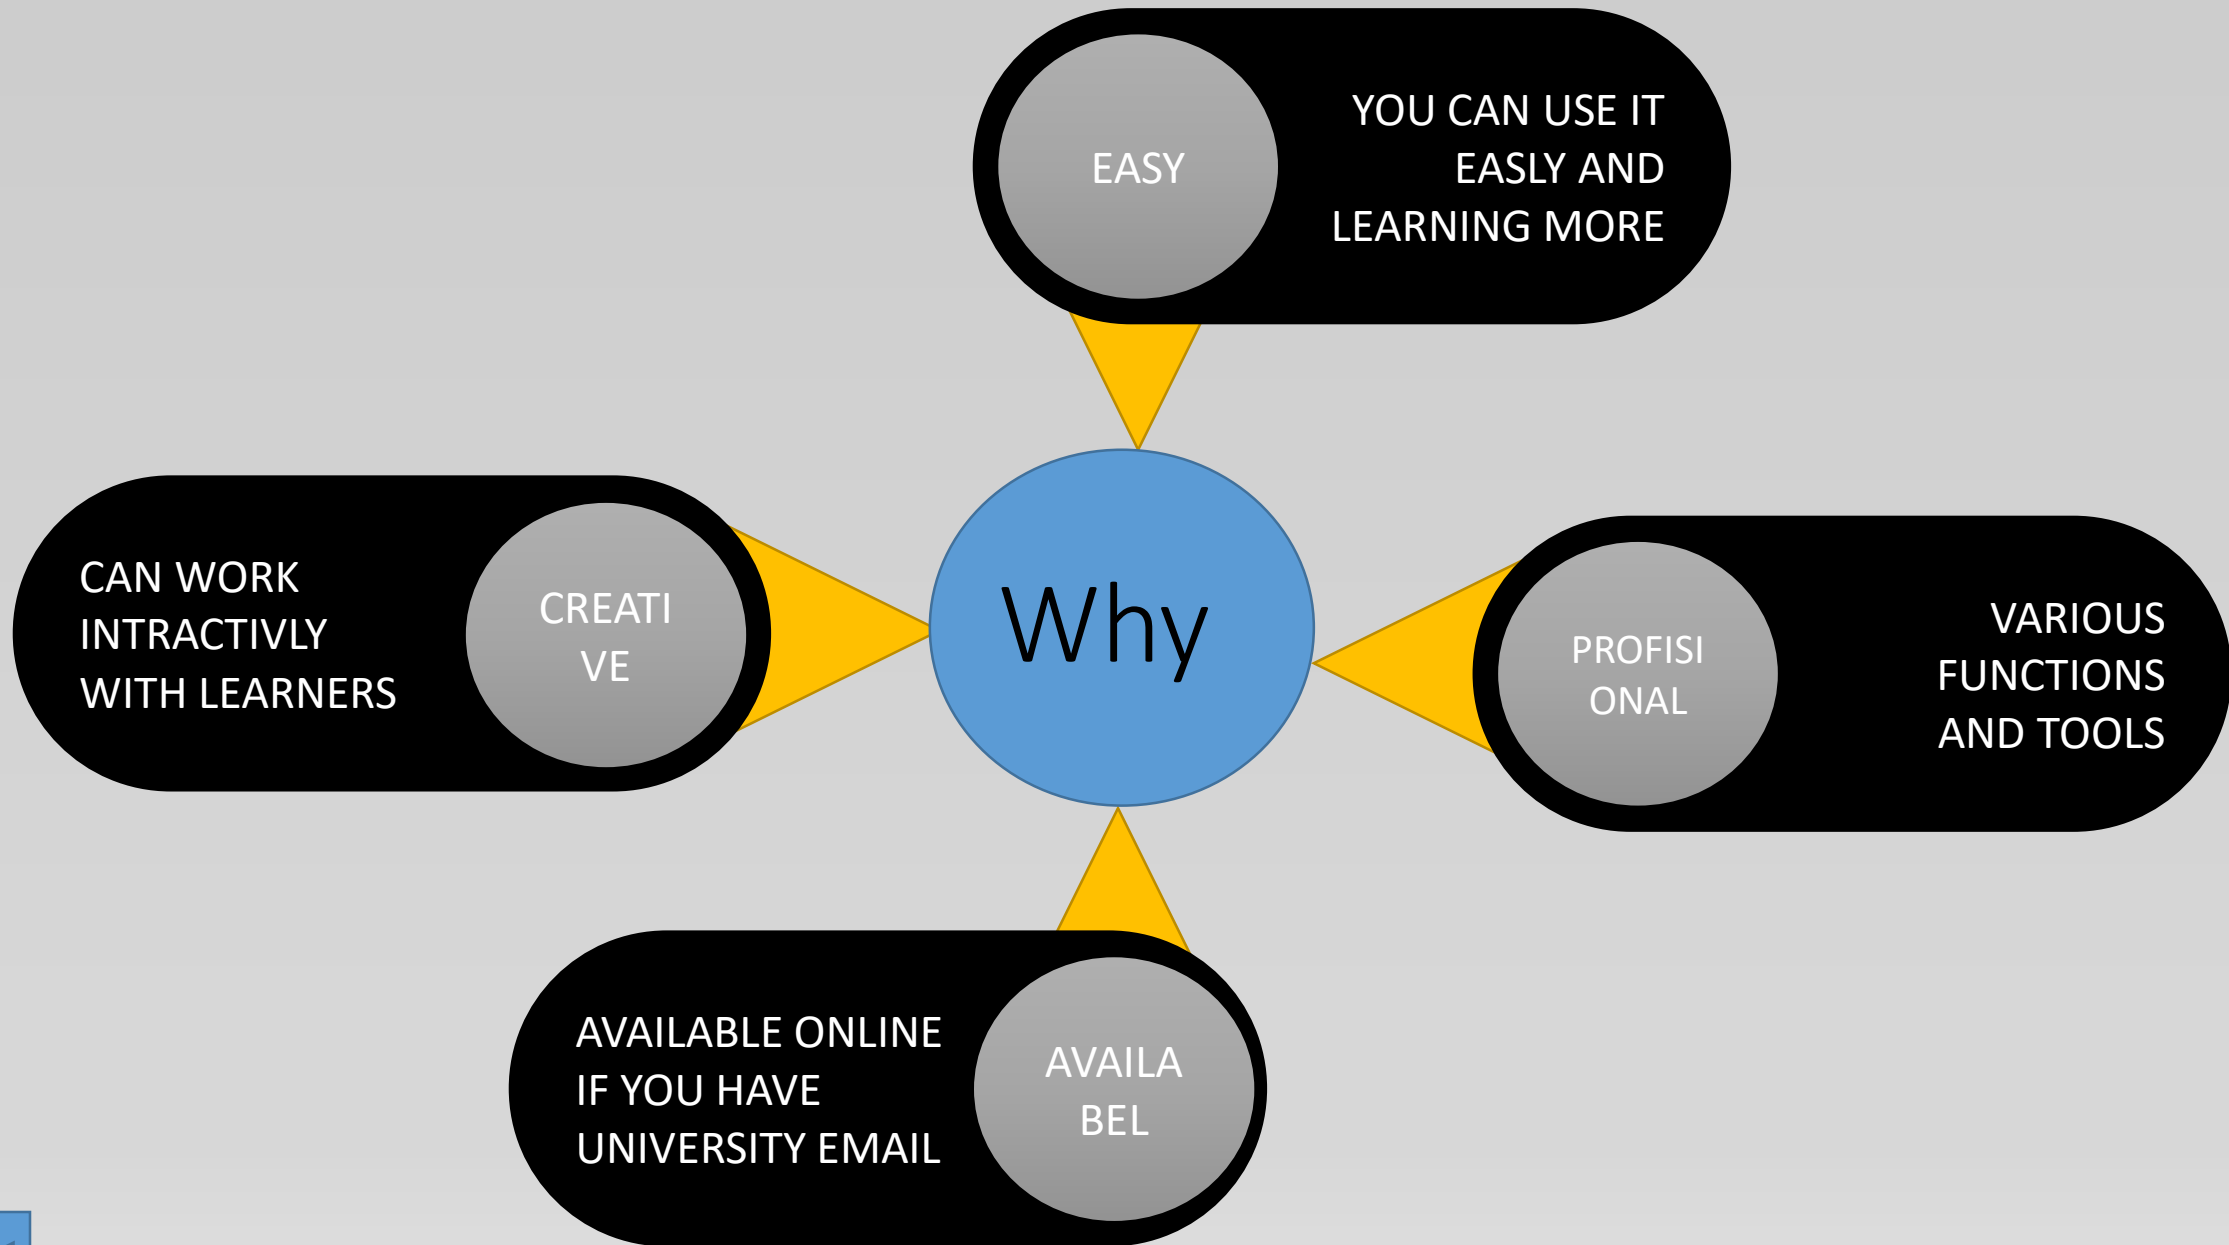 EASY
YOU CAN USE IT
EASLY AND
LEARNING MORE
CAN WORK
INTRACTIVLY
WITH LEARNERS
CREATI
VE
Why
PROFISI
ONAL
VARIOUS
FUNCTIONS
AND TOOLS
AVAILABLE ONLINE
IF YOU HAVE
UNIVERSITY EMAIL
AVAILA
BEL